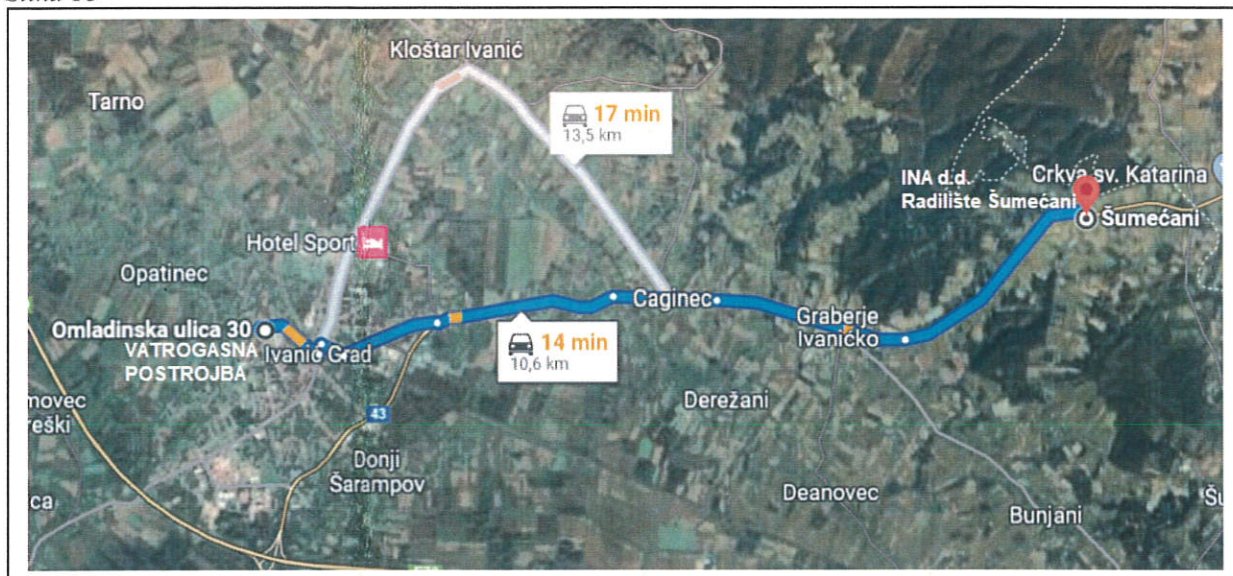 Kloštar Ivanić
Tarno
17 min
13,5 km
INA d.d.
Radilište Šumećani
Crkva sv. Katarina
Šumećani
Hotel Sport
Opatinec
Omladinska ulica 30
VATROGASNA
POSTROJBA
Ivanić Grad
Caginec
14 min
10,6 km
Graberje
Ivaničko
Derežani
43
Donji
Šarampov
Deanovec
Bunjani